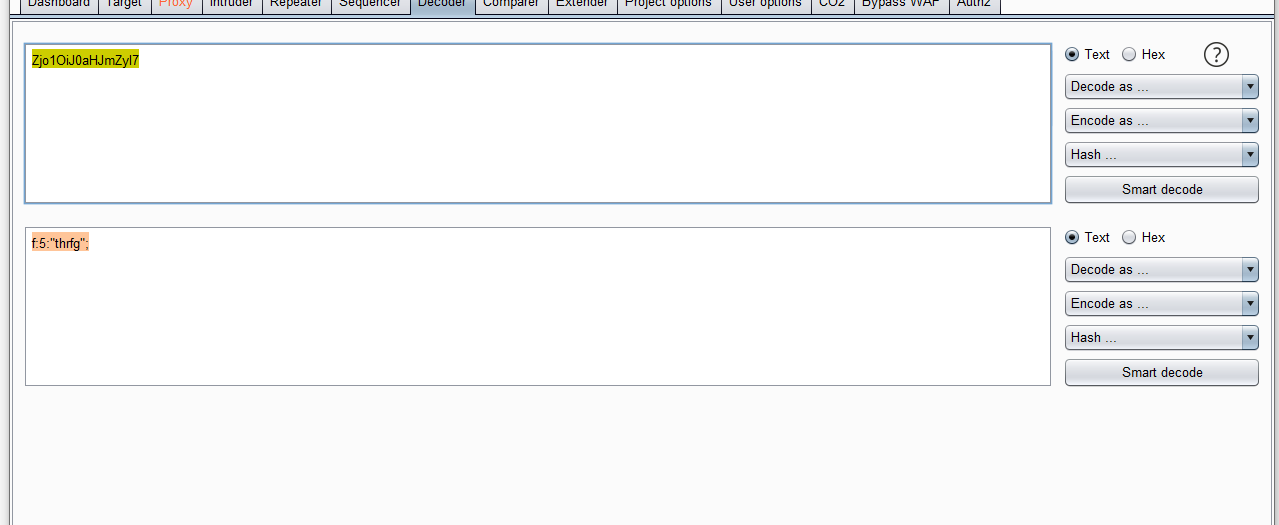 Dashboard Target Proxy Intruder Repeater Sequencer Decoder Comparer Extender Project options User options CO2 Bypass WAF Auth2
Zjo1OiJ0aHJmZyI7
Text Hex ?
Decode as ...
Encode as ...
Hash ...
Smart decode
f:5:"thrfg";
Text Hex
Decode as ...
Encode as ...
Hash ...
Smart decode